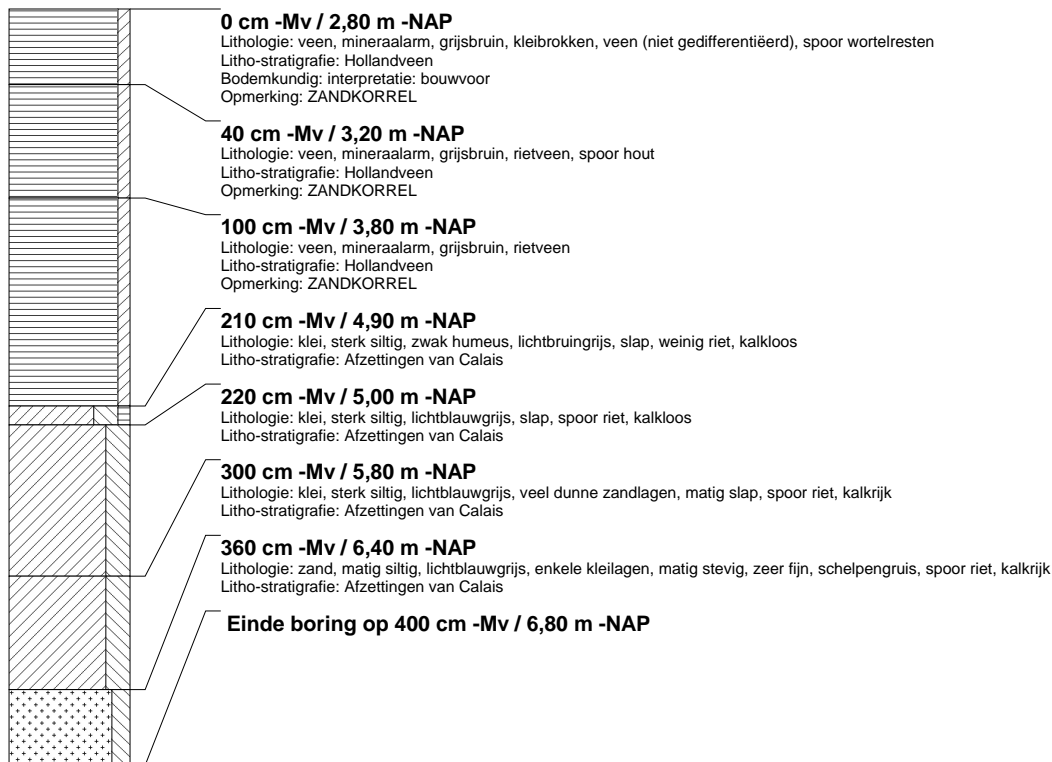 0 cm -Mv / 2,80 m -NAP
Lithologie: veen, mineraalarm, grijsbruin, kleibrokken, veen (niet gedifferentiëerd), spoor wortelresten
Litho-stratigrafie: Hollandveen
Bodemkundig: interpretatie: bouwvoor
Opmerking: ZANDKORREL
40 cm -Mv / 3,20 m -NAP
Lithologie: veen, mineraalarm, grijsbruin, rietveen, spoor hout
Litho-stratigrafie: Hollandveen
Opmerking: ZANDKORREL
100 cm -Mv / 3,80 m -NAP
Lithologie: veen, mineraalarm, grijsbruin, rietveen
Litho-stratigrafie: Hollandveen
Opmerking: ZANDKORREL
210 cm -Mv / 4,90 m -NAP
Lithologie: klei, sterk siltig, zwak humeus, lichtbruingrijs, slap, weinig riet, kalkloos
Litho-stratigrafie: Afzettingen van Calais
220 cm -Mv / 5,00 m -NAP
Lithologie: klei, sterk siltig, lichtblauwgrijs, slap, spoor riet, kalkloos
Litho-stratigrafie: Afzettingen van Calais
300 cm -Mv / 5,80 m -NAP
Lithologie: klei, sterk siltig, lichtblauwgrijs, veel dunne zandlagen, matig slap, spoor riet, kalkrijk
Litho-stratigrafie: Afzettingen van Calais
360 cm -Mv / 6,40 m -NAP
Lithologie: zand, matig siltig, lichtblauwgrijs, enkele kleilagen, matig stevig, zeer fijn, schelpengruis, spoor riet, kalkrijk
Litho-stratigrafie: Afzettingen van Calais
Einde boring op 400 cm -Mv / 6,80 m -NAP